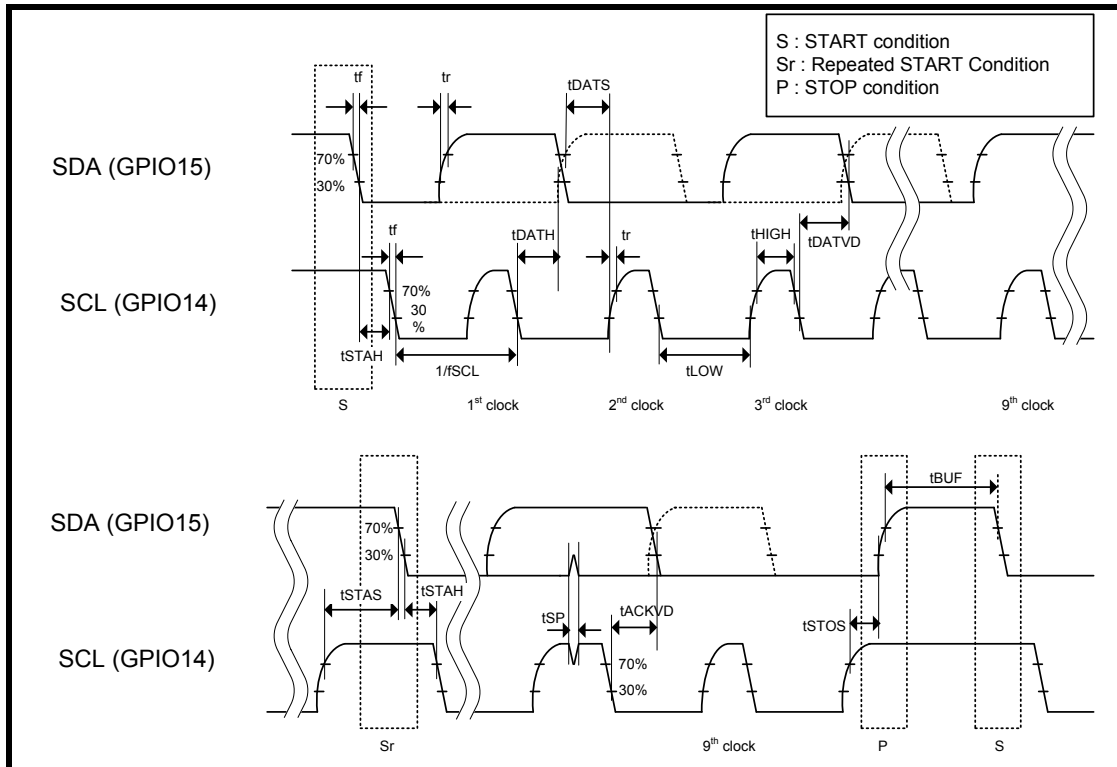 S : START condition
Sr : Repeated START Condition
P : STOP condition
tf
tr
tDATS
SDA (GPIO15)
70%
30%
tf
tDATH
tr
tHIGH
tDATVD
SCL (GPIO14)
70%
30
%
tSTAH
1/fSCL
tLOW
S
1st clock
2nd clock
3rd clock
9th clock
tBUF
SDA (GPIO15)
70%
30%
tSTAS
tSTAH
tSP
tACKVD
tSTOS
SCL (GPIO14)
70%
30%
Sr
9th clock
P
S